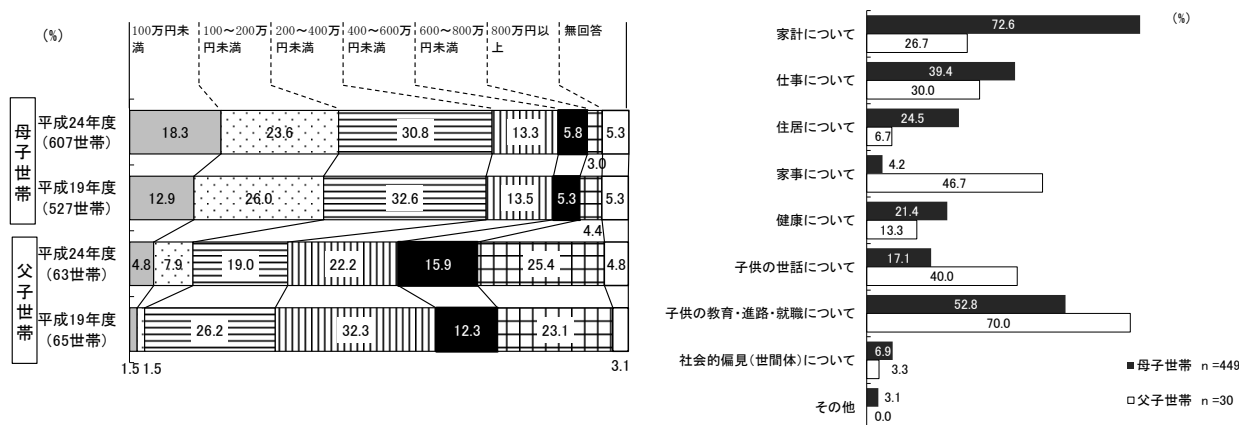 (%)
100万円未満
100～200万円未満
200～400万円未満
400～600万円未満
600～800万円未満
800万円以上
無回答
母子世帯
平成24年度
(607世帯)
18.3
23.6
30.8
13.3
5.8
3.0
5.3
平成19年度
(527世帯)
12.9
26.0
32.6
13.5
5.3
4.4
5.3
父子世帯
平成24年度
(63世帯)
4.8
7.9
19.0
22.2
15.9
25.4
4.8
平成19年度
(65世帯)
1.5
1.5
26.2
32.3
12.3
23.1
3.1
(%)
家計について
72.6
26.7
仕事について
39.4
30.0
住居について
24.5
6.7
家事について
4.2
46.7
健康について
21.4
13.3
子供の世話について
17.1
40.0
子供の教育・進路・就職について
52.8
70.0
社会的偏見(世間体)について
6.9
3.3
その他
3.1
0.0
■母子世帯 n=449
□父子世帯 n=30